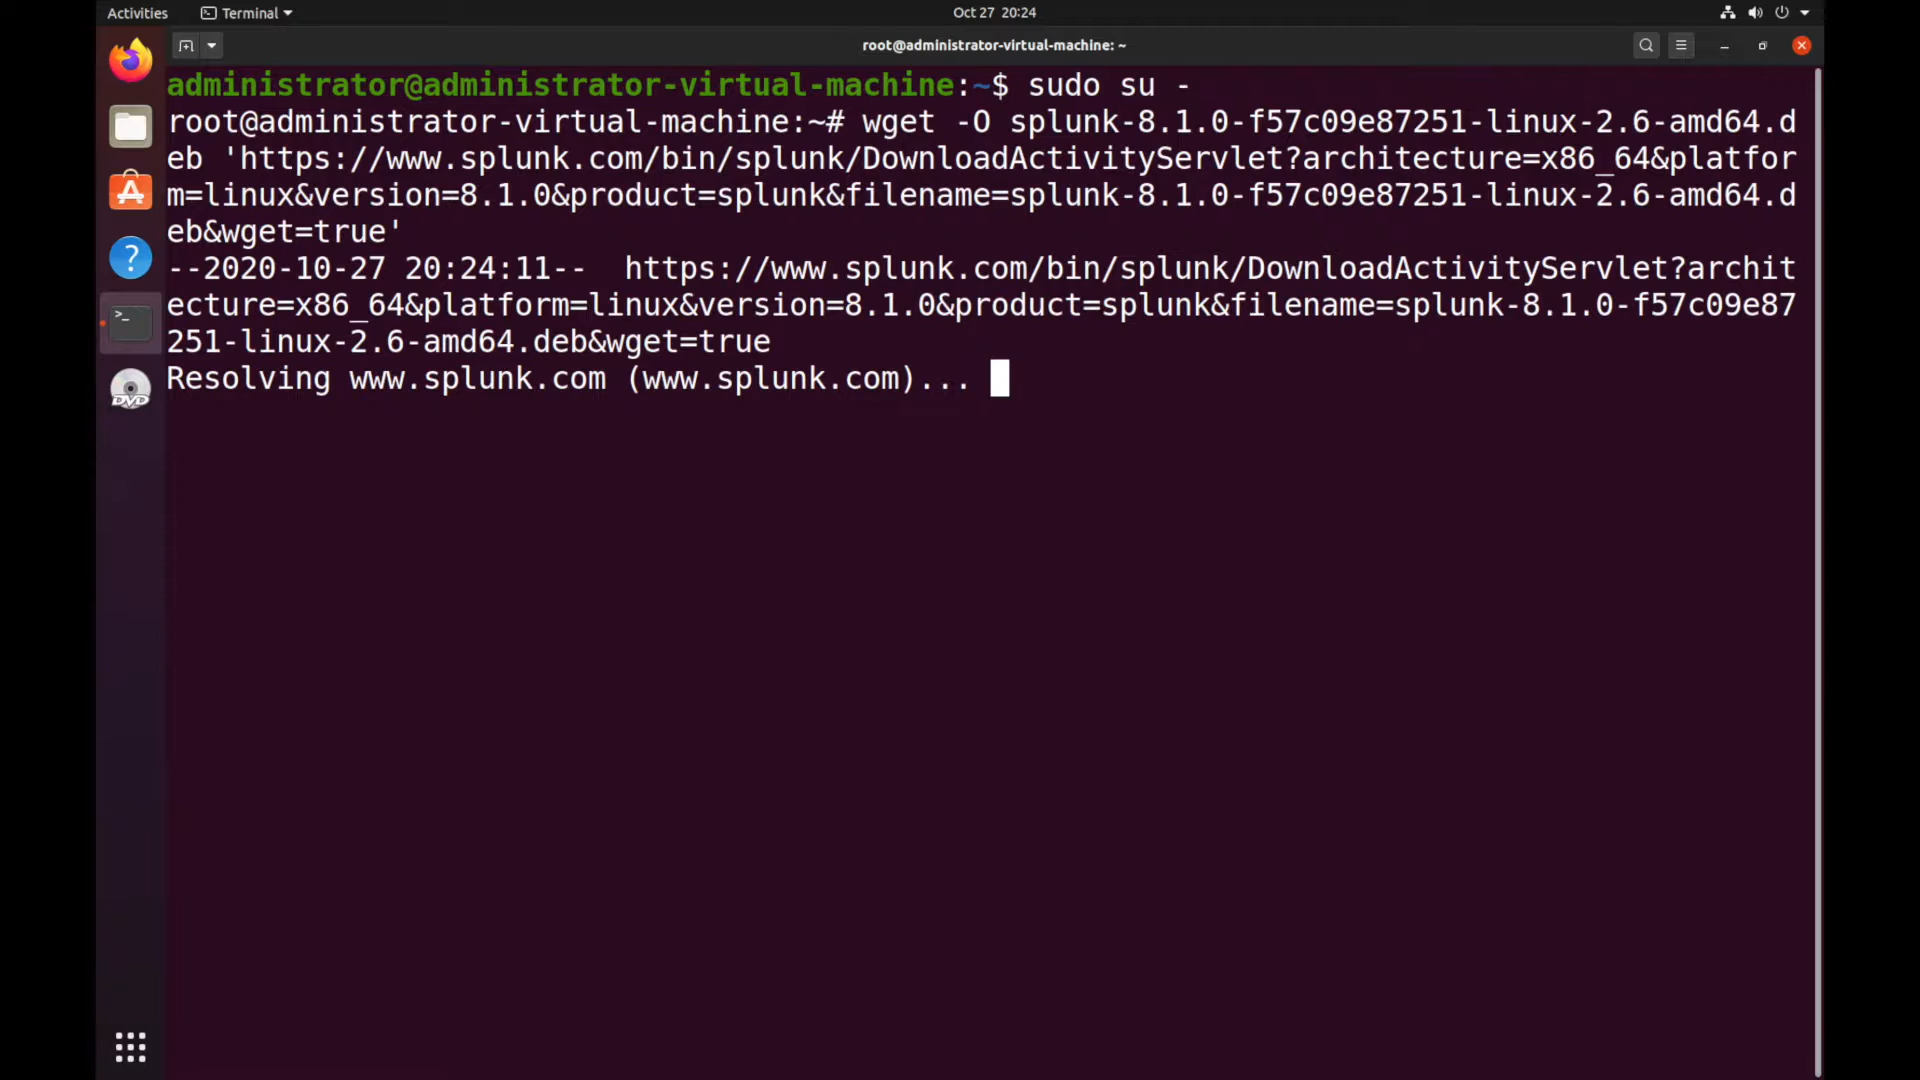 Activities Terminal Oct 27 20:24
root@administrator-virtual-machine: ~
administrator@administrator-virtual-machine:~$ sudo su -
root@administrator-virtual-machine:~# wget -O splunk-8.1.0-f57c09e87251-linux-2.6-amd64.d
eb 'https://www.splunk.com/bin/splunk/DownloadActivityServlet?architecture=x86_64&platfor
m=linux&version=8.1.0&product=splunk&filename=splunk-8.1.0-f57c09e87251-linux-2.6-amd64.d
eb&wget=true'
--2020-10-27 20:24:11--  https://www.splunk.com/bin/splunk/DownloadActivityServlet?archit
ecture=x86_64&platform=linux&version=8.1.0&product=splunk&filename=splunk-8.1.0-f57c09e87
251-linux-2.6-amd64.deb&wget=true
Resolving www.splunk.com (www.splunk.com)...
DVD